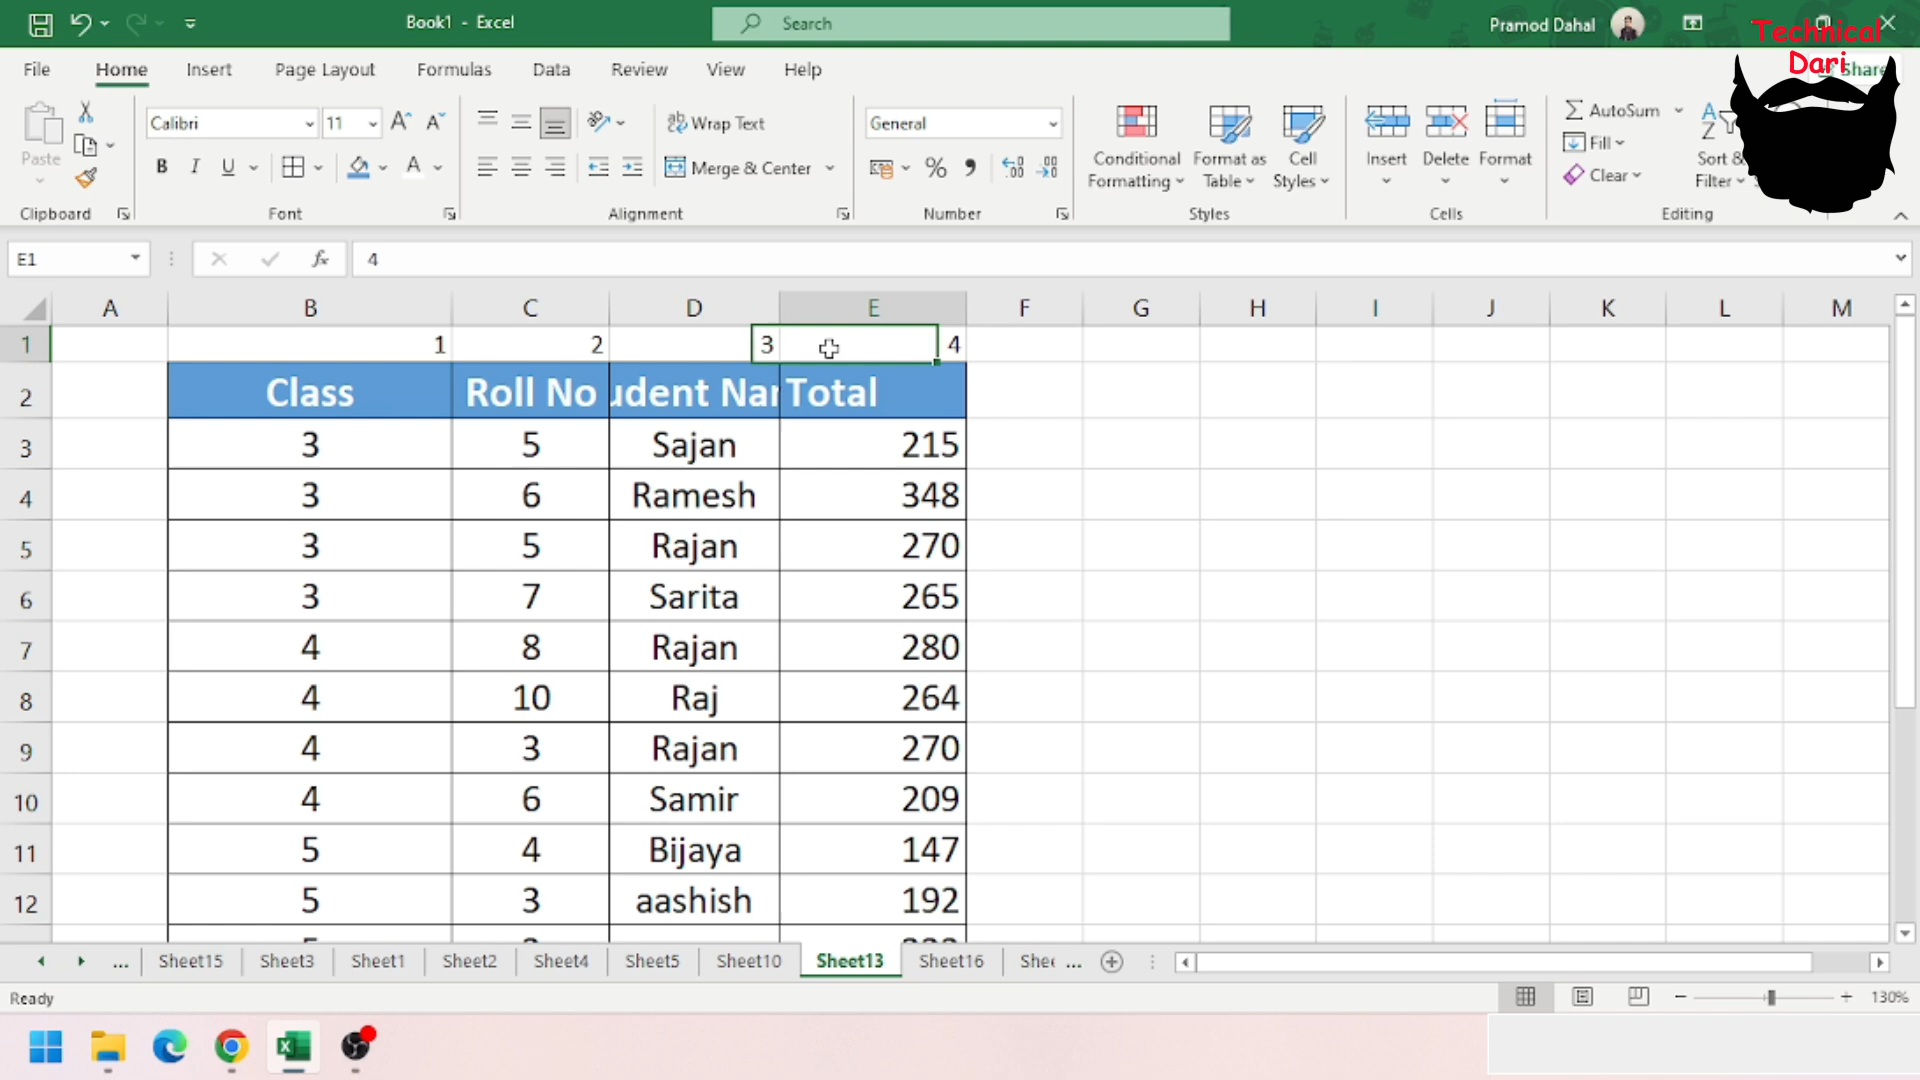 Book1 - Excel
Search
Pramod Dahal
Technical
Dari
File
Home
Insert
Page Layout
Formulas
Data
Review
View
Help
Share
Paste
Clipboard
Calibri
11
A
A
B
I
U
A
Font
Wrap Text
Merge & Center
Alignment
General
%
Number
Conditional
Formatting
Format as
Table
Cell
Styles
Styles
Insert
Delete
Format
Cells
AutoSum
Fill
Clear
Sort &
Filter
Editing
E1
fx
4
A B C D E F G H I J K L M
1 1 2 3 4
2 Class Roll No udent Nar Total
3 3 5 Sajan 215
4 3 6 Ramesh 348
5 3 5 Rajan 270
6 3 7 Sarita 265
7 4 8 Rajan 280
8 4 10 Raj 264
9 4 3 Rajan 270
10 4 6 Samir 209
11 5 4 Bijaya 147
12 5 3 aashish 192
... Sheet15 Sheet3 Sheet1 Sheet2 Sheet4 Sheet5 Sheet10 Sheet13 Sheet16 Shee ...
Ready
130%